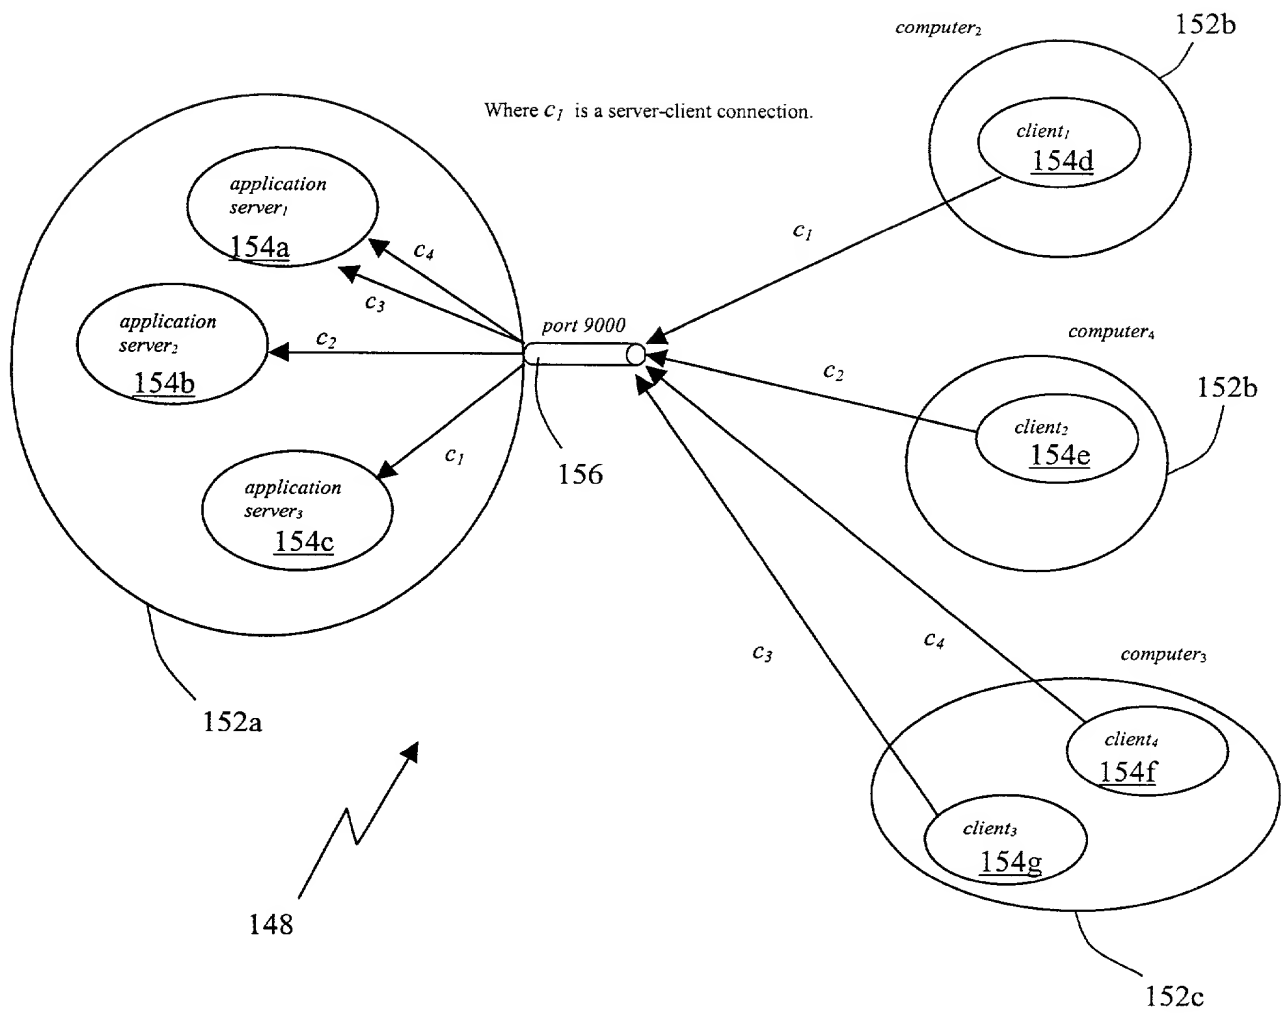 computer₂
152b
Where c₁ is a server-client connection.
client₁
154d
application
server₁
154a
c₄
c₃
c₁
port 9000
application
server₂
154b
c₂
computer₄
c₂
152b
client₂
154e
c₁
156
application
server₃
154c
c₃
c₄
computer₃
152a
client₄
154f
client₃
154g
148
152c